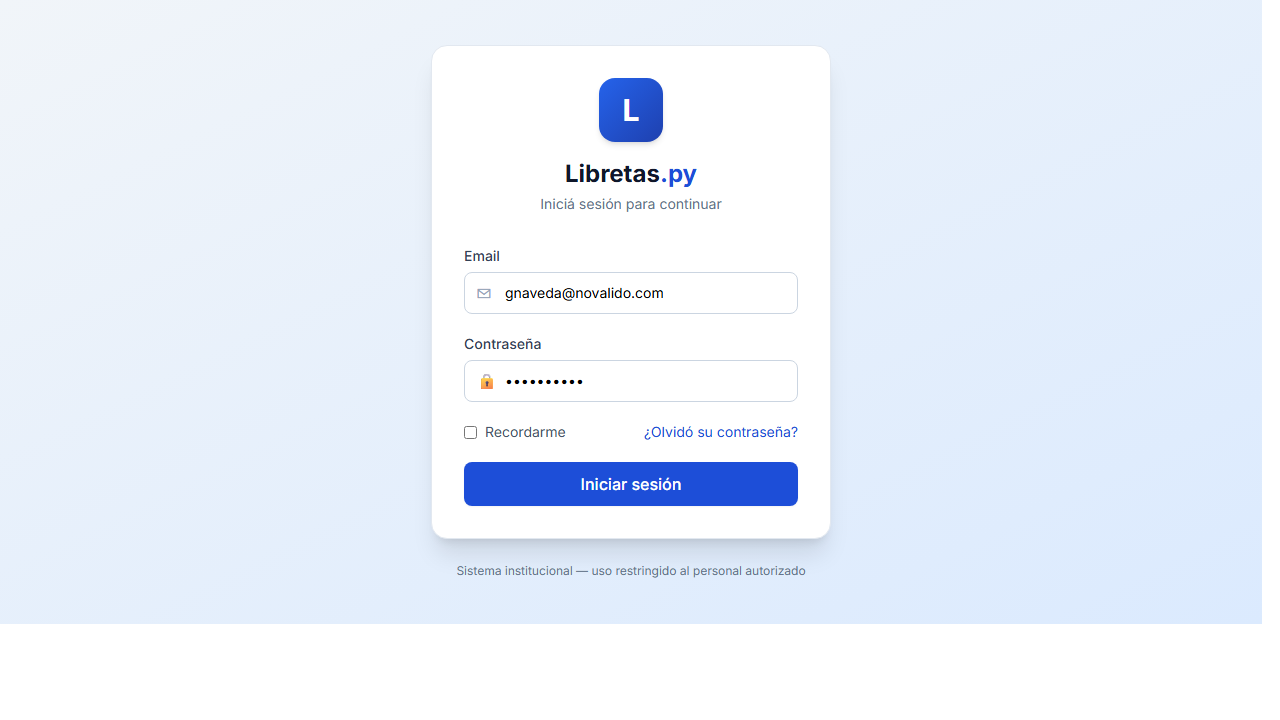 L
Libretas.py
Iniciá sesión para continuar
Email
gnaveda@novalido.com
Contraseña
••••••••••
Recordarme
¿Olvidó su contraseña?
Iniciar sesión
Sistema institucional — uso restringido al personal autorizado